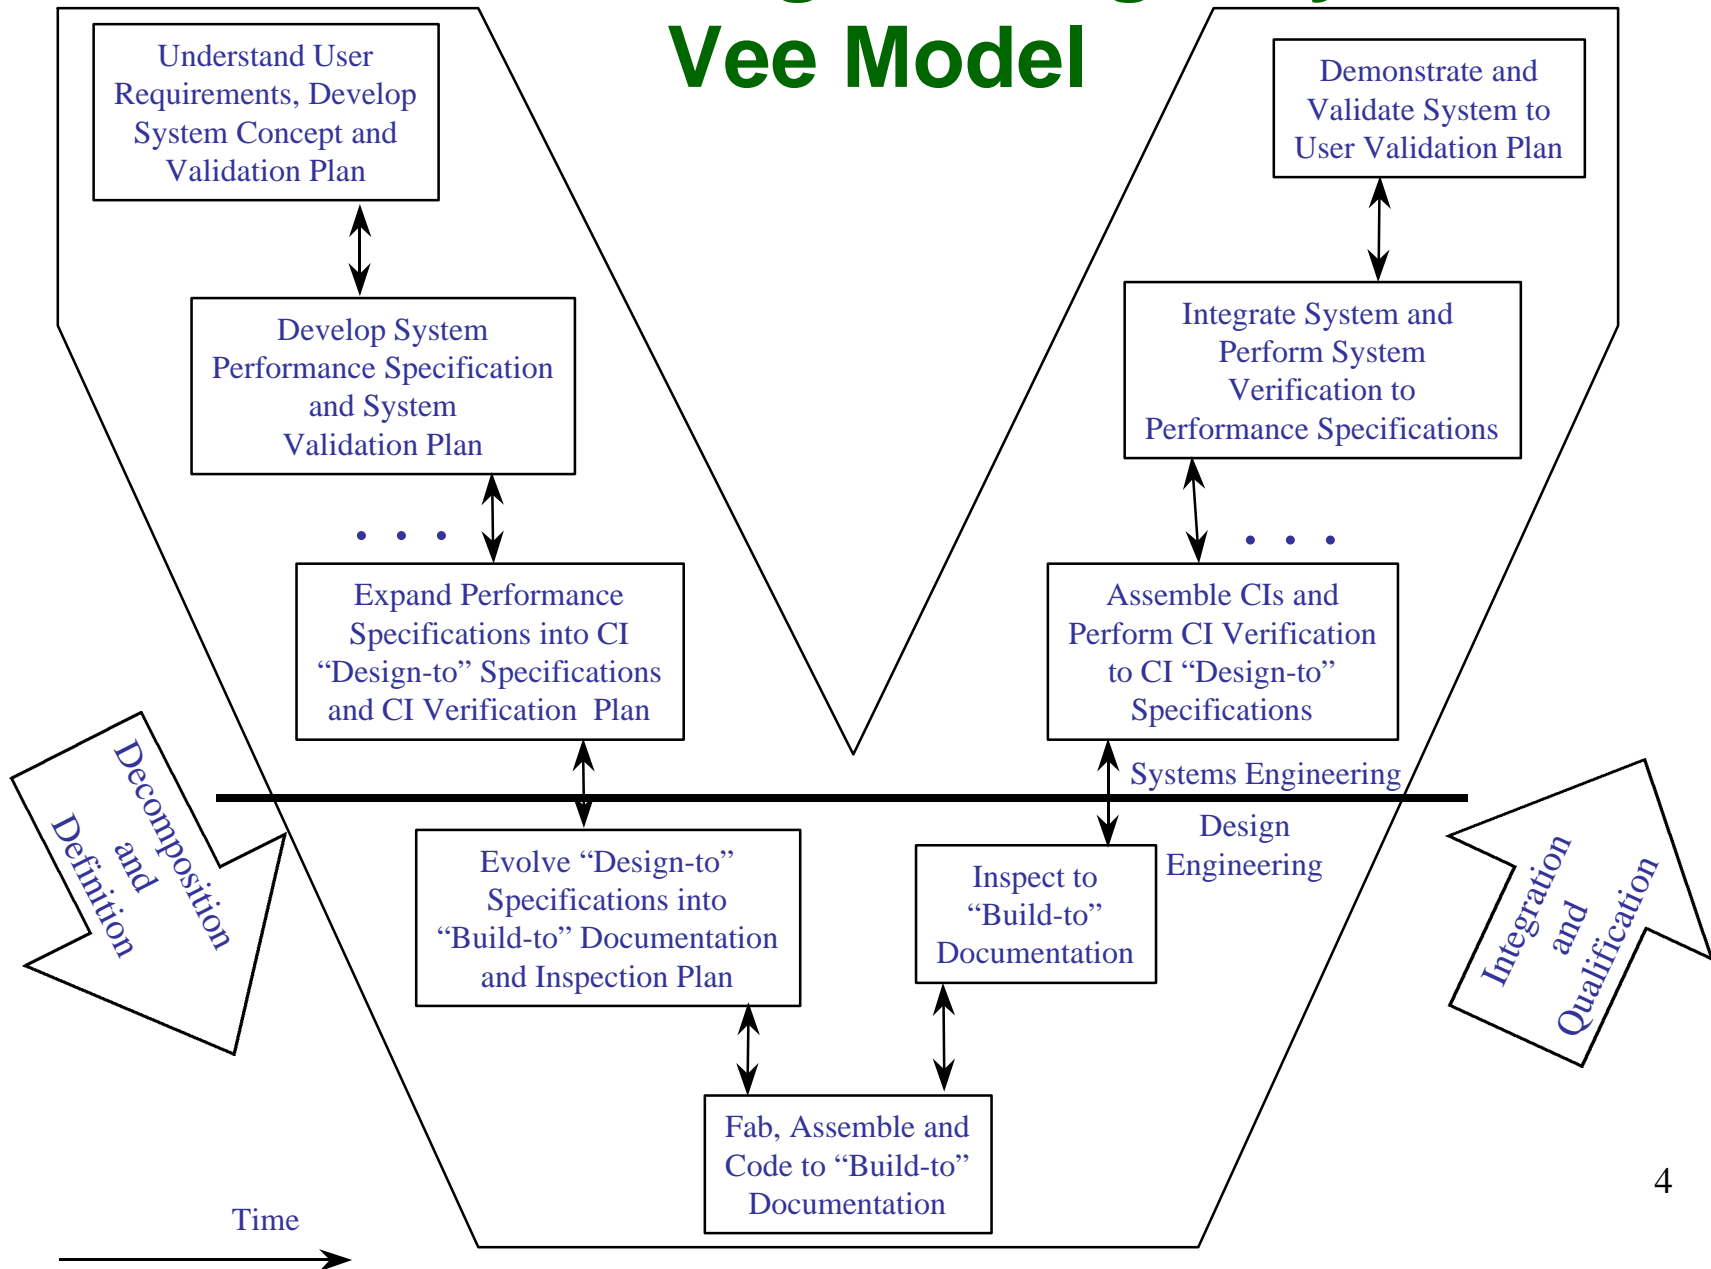 Vee Model
Understand User
Requirements, Develop
System Concept and
Validation Plan
Demonstrate and
Validate System to
User Validation Plan
Develop System
Performance Specification
and System
Validation Plan
Integrate System and
Perform System
Verification to
Performance Specifications
. . .
. . .
Expand Performance
Specifications into CI
“Design-to” Specifications
and CI Verification Plan
Assemble CIs and
Perform CI Verification
to CI “Design-to”
Specifications
Decomposition
and
Definition
Systems Engineering
Design
Engineering
Integration
and
Qualification
Evolve “Design-to”
Specifications into
“Build-to” Documentation
and Inspection Plan
Inspect to
“Build-to”
Documentation
Fab, Assemble and
Code to “Build-to”
Documentation
Time
4